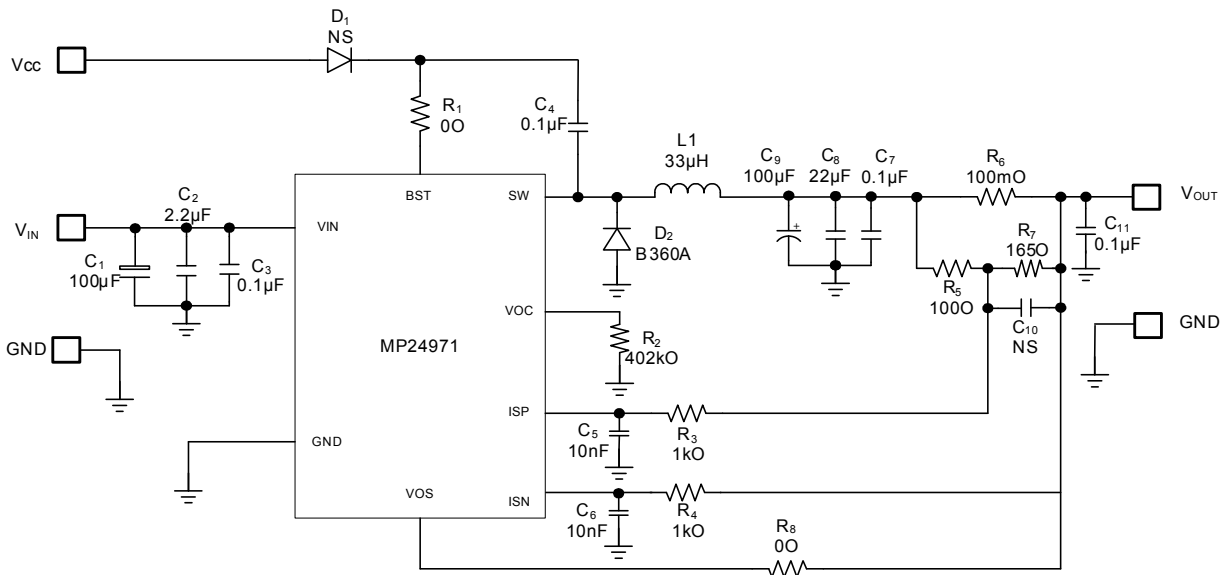 D1
NS
Vcc
R1
0O
C4
0.1µF
L1
33µH
C9
100µF
C8
22µF
C7
0.1µF
R6
100mO
BST
SW
VOUT
VIN
C2
2.2µF
VIN
C1
100µF
C3
0.1µF
D2
B360A
R7
165O
C11
0.1µF
R5
100O
C10
NS
VOC
R2
402kO
MP24971
GND
GND
ISP
C5
10nF
R3
1kO
GND
VOS
ISN
C6
10nF
R4
1kO
R8
0O